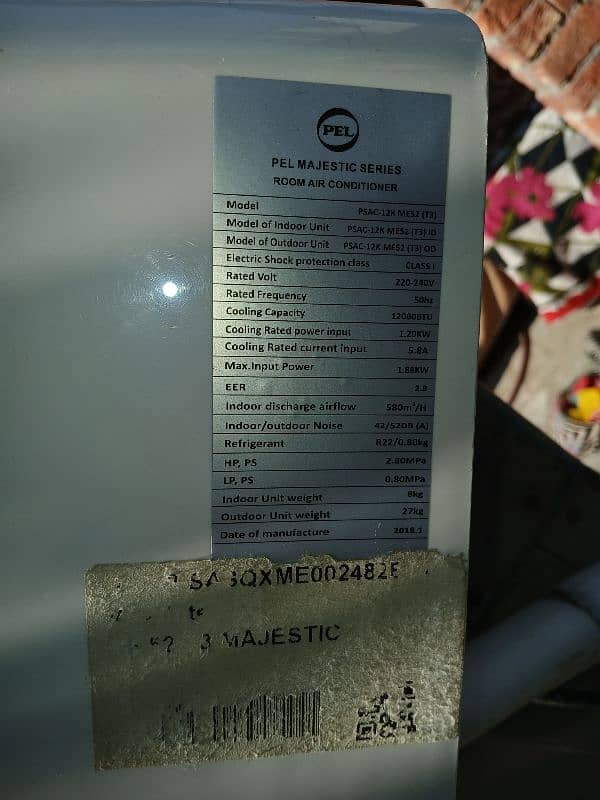 PEL
PEL MAJESTIC SERIES
ROOM AIR CONDITIONER
Model PSAC-12K MES2 (T3)
Model of Indoor Unit PSAC-12K MES2 (T3) ID
Model of Outdoor Unit PSAC-12K MES2 (T3) OD
Electric Shock protection class CLASS I
Rated Volt 220-240V
Rated Frequency 50hz
Cooling Capacity 12000BTU
Cooling Rated power input 1.20KW
Cooling Rated current input 5.8A
Max.Input Power 1.88KW
EER 2.9
Indoor discharge airflow 580m³/H
Indoor/outdoor Noise 42/52DB (A)
Refrigerant R22/0.80kg
HP, PS 2.80MPa
LP, PS 0.80MPa
Indoor Unit weight 8kg
Outdoor Unit weight 27kg
Date of manufacture 2018.1
MAJESTIC